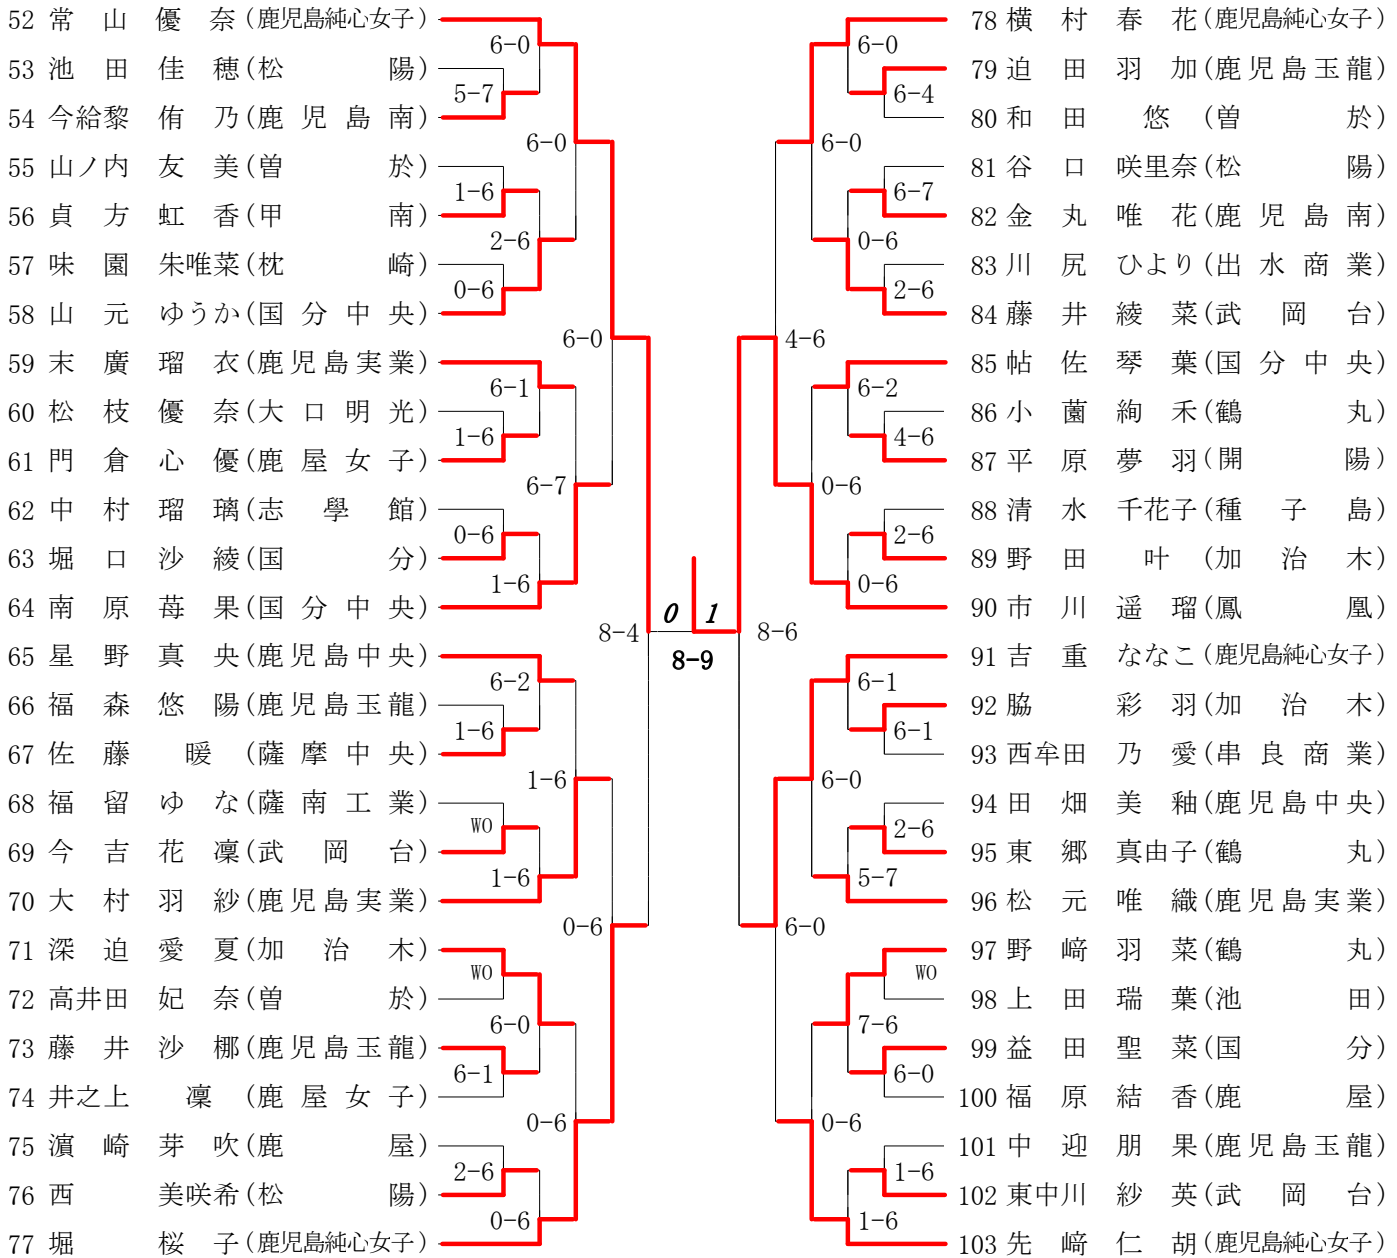 52 常山優奈(鹿児島純心女子)
53 池田佳穂(松陽)
54 今給黎侑乃(鹿児島南)
55 山ノ内友美(曽於)
56 貞方虹香(甲南)
57 味園朱唯菜(枕崎)
58 山元ゆうか(国分中央)
59 末廣瑠衣(鹿児島実業)
60 松枝優奈(大口明光)
61 門倉心優(鹿屋女子)
62 中村瑠璃(志學館)
63 堀口沙綾(国分)
64 南原苺果(国分中央)
65 星野真央(鹿児島中央)
66 福森悠陽(鹿児島玉龍)
67 佐藤暖(薩摩中央)
68 福留ゆな(薩南工業)
69 今吉花凜(武岡台)
70 大村羽紗(鹿児島実業)
71 深迫愛夏(加治木)
72 高井田妃奈(曽於)
73 藤井沙梛(鹿児島玉龍)
74 井之上凜(鹿屋女子)
75 濵崎芽吹(鹿屋)
76 西美咲希(松陽)
77 堀桜子(鹿児島純心女子)
6-0
5-7
6-0
1-6
2-6
0-6
6-0
6-1
1-6
6-7
0-6
1-6
8-4
6-2
1-6
1-6
WO
1-6
0-6
WO
6-0
6-1
0-6
2-6
0-6
0 1
8-9
6-0
6-4
6-0
6-7
0-6
2-6
4-6
6-2
4-6
0-6
2-6
0-6
8-6
6-1
6-1
6-0
2-6
5-7
6-0
WO
7-6
6-0
0-6
1-6
1-6
78 横村春花(鹿児島純心女子)
79 迫田羽加(鹿児島玉龍)
80 和田悠(曽於)
81 谷口咲里奈(松陽)
82 金丸唯花(鹿児島南)
83 川尻ひより(出水商業)
84 藤井綾菜(武岡台)
85 帖佐琴葉(国分中央)
86 小薗絢禾(鶴丸)
87 平原夢羽(開陽)
88 清水千花子(種子島)
89 野田叶(加治木)
90 市川遥瑠(鳳凰)
91 吉重ななこ(鹿児島純心女子)
92 脇彩羽(加治木)
93 西牟田乃愛(串良商業)
94 田畑美釉(鹿児島中央)
95 東郷真由子(鶴丸)
96 松元唯織(鹿児島実業)
97 野﨑羽菜(鶴丸)
98 上田瑞葉(池田)
99 益田聖菜(国分)
100 福原結香(鹿屋)
101 中迎朋果(鹿児島玉龍)
102 東中川紗英(武岡台)
103 先﨑仁胡(鹿児島純心女子)